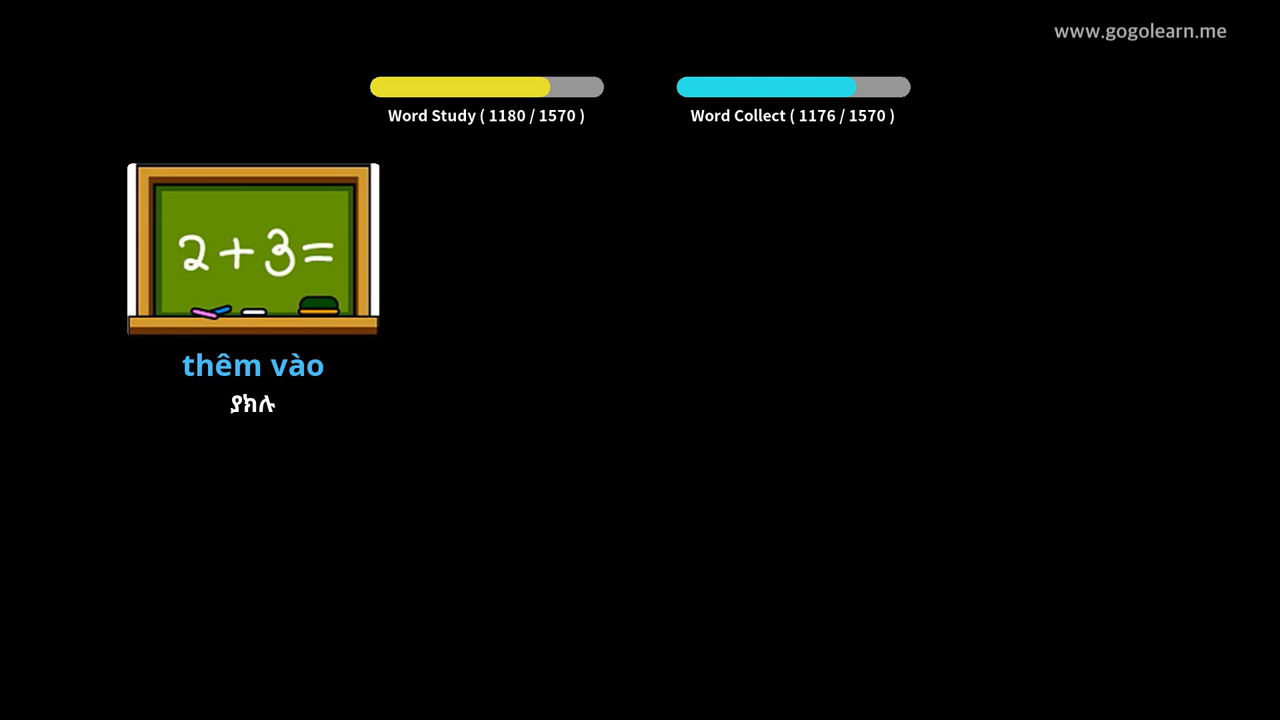 www.gogolearn.me
Word Study ( 1180 / 1570 )
Word Collect ( 1176 / 1570 )
2+3=
thêm vào
ያክሉ